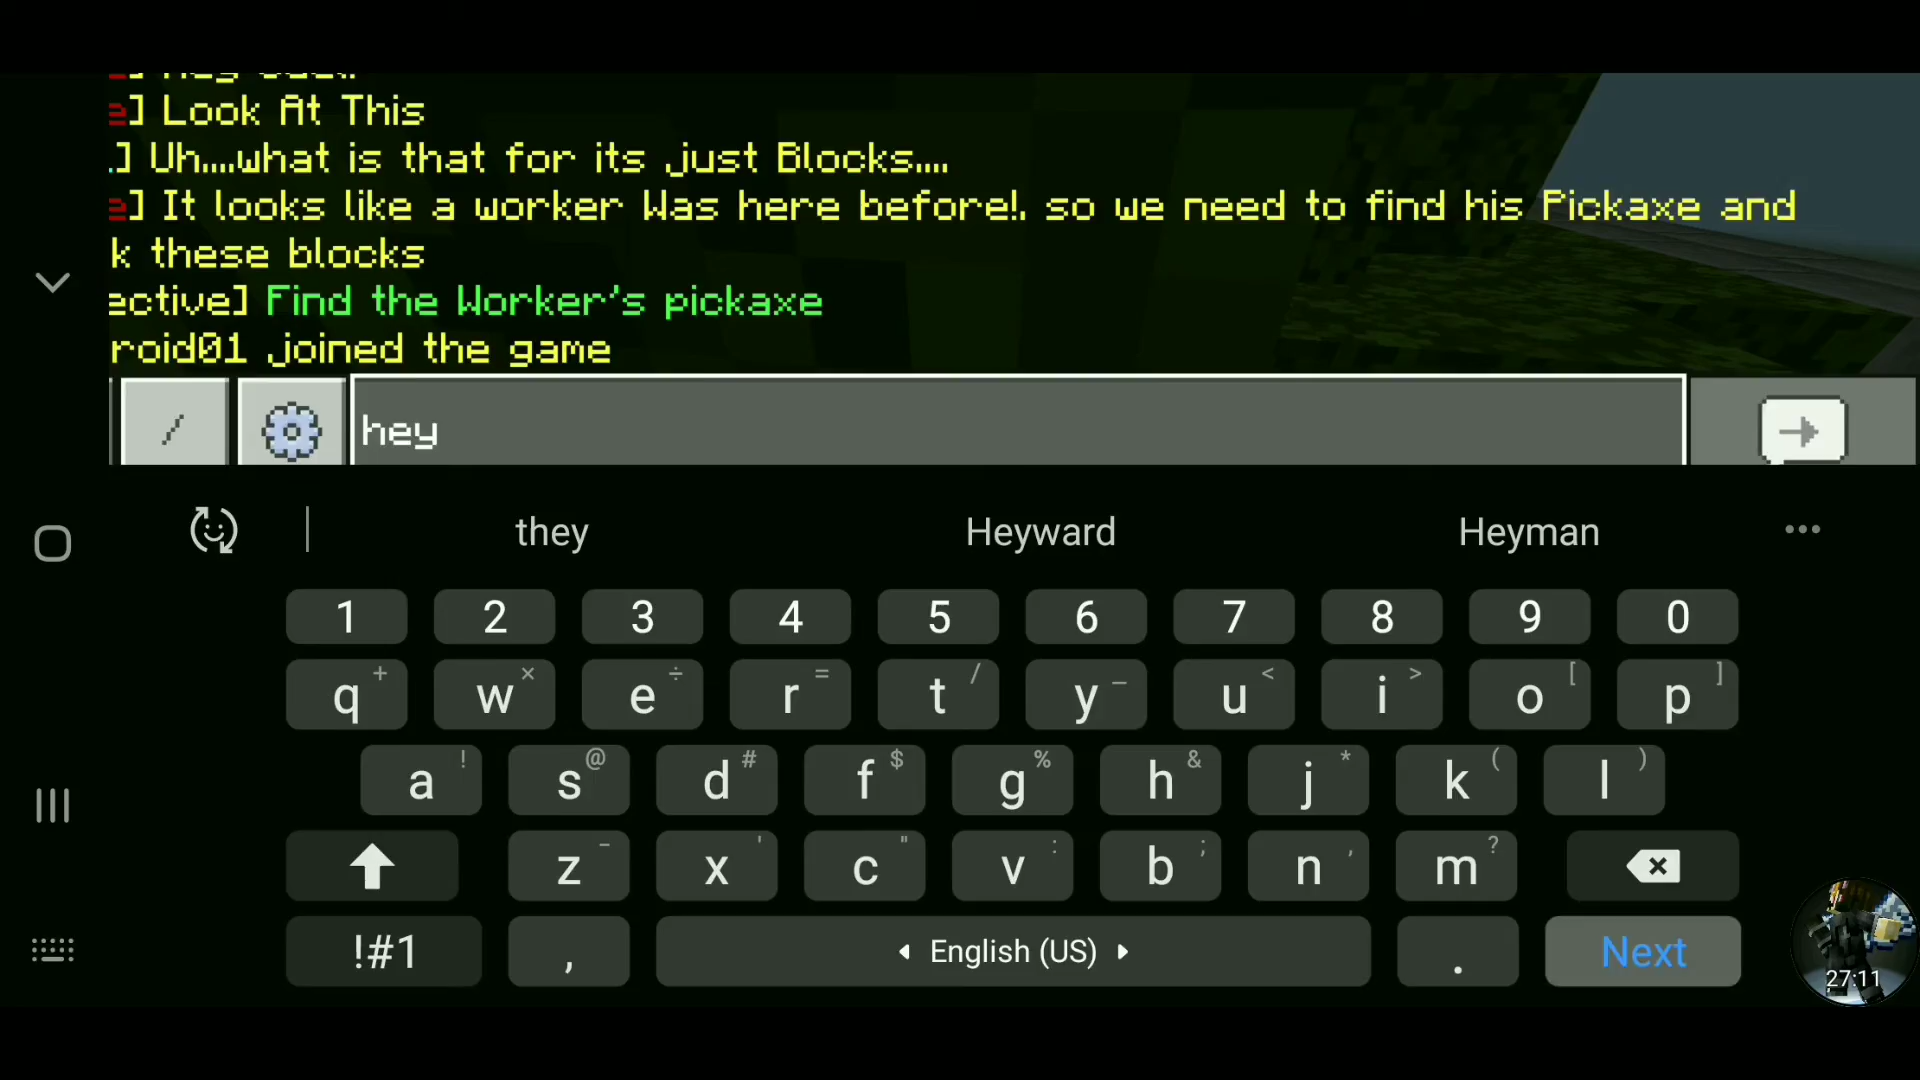 e] Look At This
.] Uh....what is that for its just Blocks....
e] It looks like a worker Was here before!. so we need to find his Pickaxe and
k these blocks
ective] Find the Worker's pickaxe
roid01 joined the game
/ hey
they Heyward Heyman •••
1 2 3 4 5 6 7 8 9 0
q + w × e ÷ r = t / y _ u < i > o [ p ]
a ! s @ d # f $ g % h & j * k ( l )
z - x ' c " v : b ; n , m ?
!#1 , English (US) . Next
27:11